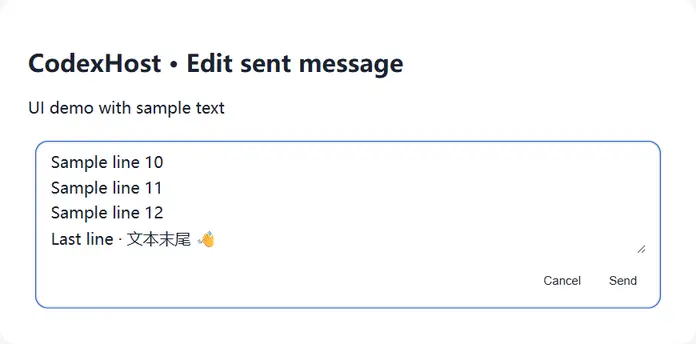 CodexHost • Edit sent message
UI demo with sample text
Sample line 10
Sample line 11
Sample line 12
Last line · 文本末尾 👋
Cancel Send